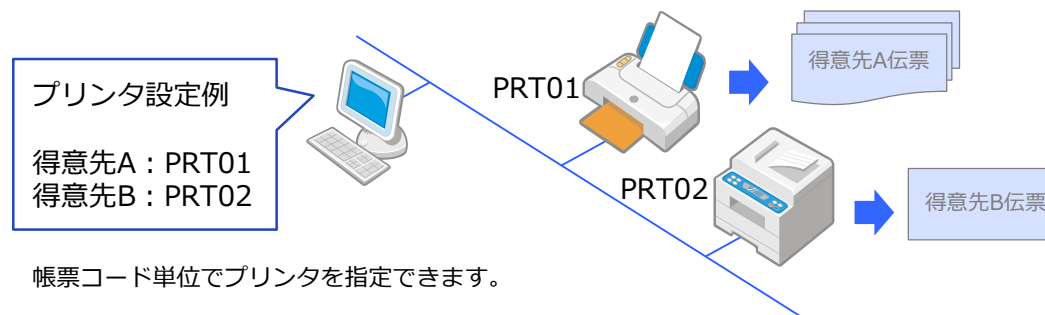 プリンタ設定例
得意先A：PRT01
得意先B：PRT02
PRT01
得意先A伝票
PRT02
得意先B伝票
帳票コード単位でプリンタを指定できます。